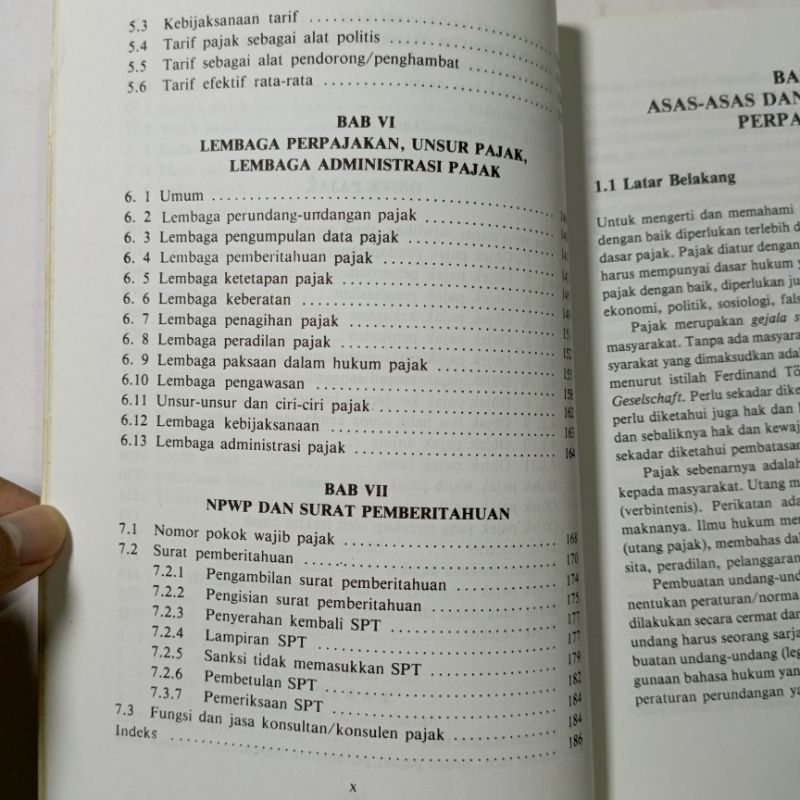 5.3 Kebijaksanaan tarif
5.4 Tarif pajak sebagai alat politis
5.5 Tarif sebagai alat pendorong/penghambat
5.6 Tarif efektif rata-rata
BAB VI
LEMBAGA PERPAJAKAN, UNSUR PAJAK,
LEMBAGA ADMINISTRASI PAJAK
6. 1 Umum
6. 2 Lembaga perundang-undangan pajak
6. 3 Lembaga pengumpulan data pajak
6. 4 Lembaga pemberitahuan pajak
6. 5 Lembaga ketetapan pajak
6. 6 Lembaga keberatan
6. 7 Lembaga penagihan pajak 151
6. 8 Lembaga peradilan pajak 152
6. 9 Lembaga paksaan dalam hukum pajak
6.10 Lembaga pengawasan
6.11 Unsur-unsur dan ciri-ciri pajak 162
6.12 Lembaga kebijaksanaan 163
6.13 Lembaga administrasi pajak 164
BAB VII
NPWP DAN SURAT PEMBERITAHUAN
7.1 Nomor pokok wajib pajak 168
7.2 Surat pemberitahuan 170
7.2.1 Pengambilan surat pemberitahuan 174
7.2.2 Pengisian surat pemberitahuan 175
7.2.3 Penyerahan kembali SPT 177
7.2.4 Lampiran SPT 177
7.2.5 Sanksi tidak memasukkan SPT 179
7.2.6 Pembetulan SPT 182
7.3.7 Pemeriksaan SPT 184
7.3 Fungsi dan jasa konsultan/konsulen pajak 184
Indeks 186
x
BA
ASAS-ASAS DAN
PERPA
1.1 Latar Belakang
Untuk mengerti dan memahami
dengan baik diperlukan terlebih d
dasar pajak. Pajak diatur dengan
harus mempunyai dasar hukum y
pajak dengan baik, diperlukan ju
ekonomi, politik, sosiologi, fals
Pajak merupakan gejala s
masyarakat. Tanpa ada masyara
syarakat yang dimaksudkan adal
menurut istilah Ferdinand Tö
Geselschaft. Perlu sekadar dike
perlu diketahui juga hak dan k
dan sebaliknya hak dan kewaj
sekadar diketahui pembatasan
Pajak sebenarnya adalah
kepada masyarakat. Utang m
(verbintenis). Perikatan ada
maknanya. Ilmu hukum men
(utang pajak), membahas dal
sita, peradilan, pelanggaran
Pembuatan undang-und
nentukan peraturan/norma
dilakukan secara cermat dan
undang harus seorang sarja
buatan undang-undang (leg
gunaan bahasa hukum yan
peraturan perundangan ya